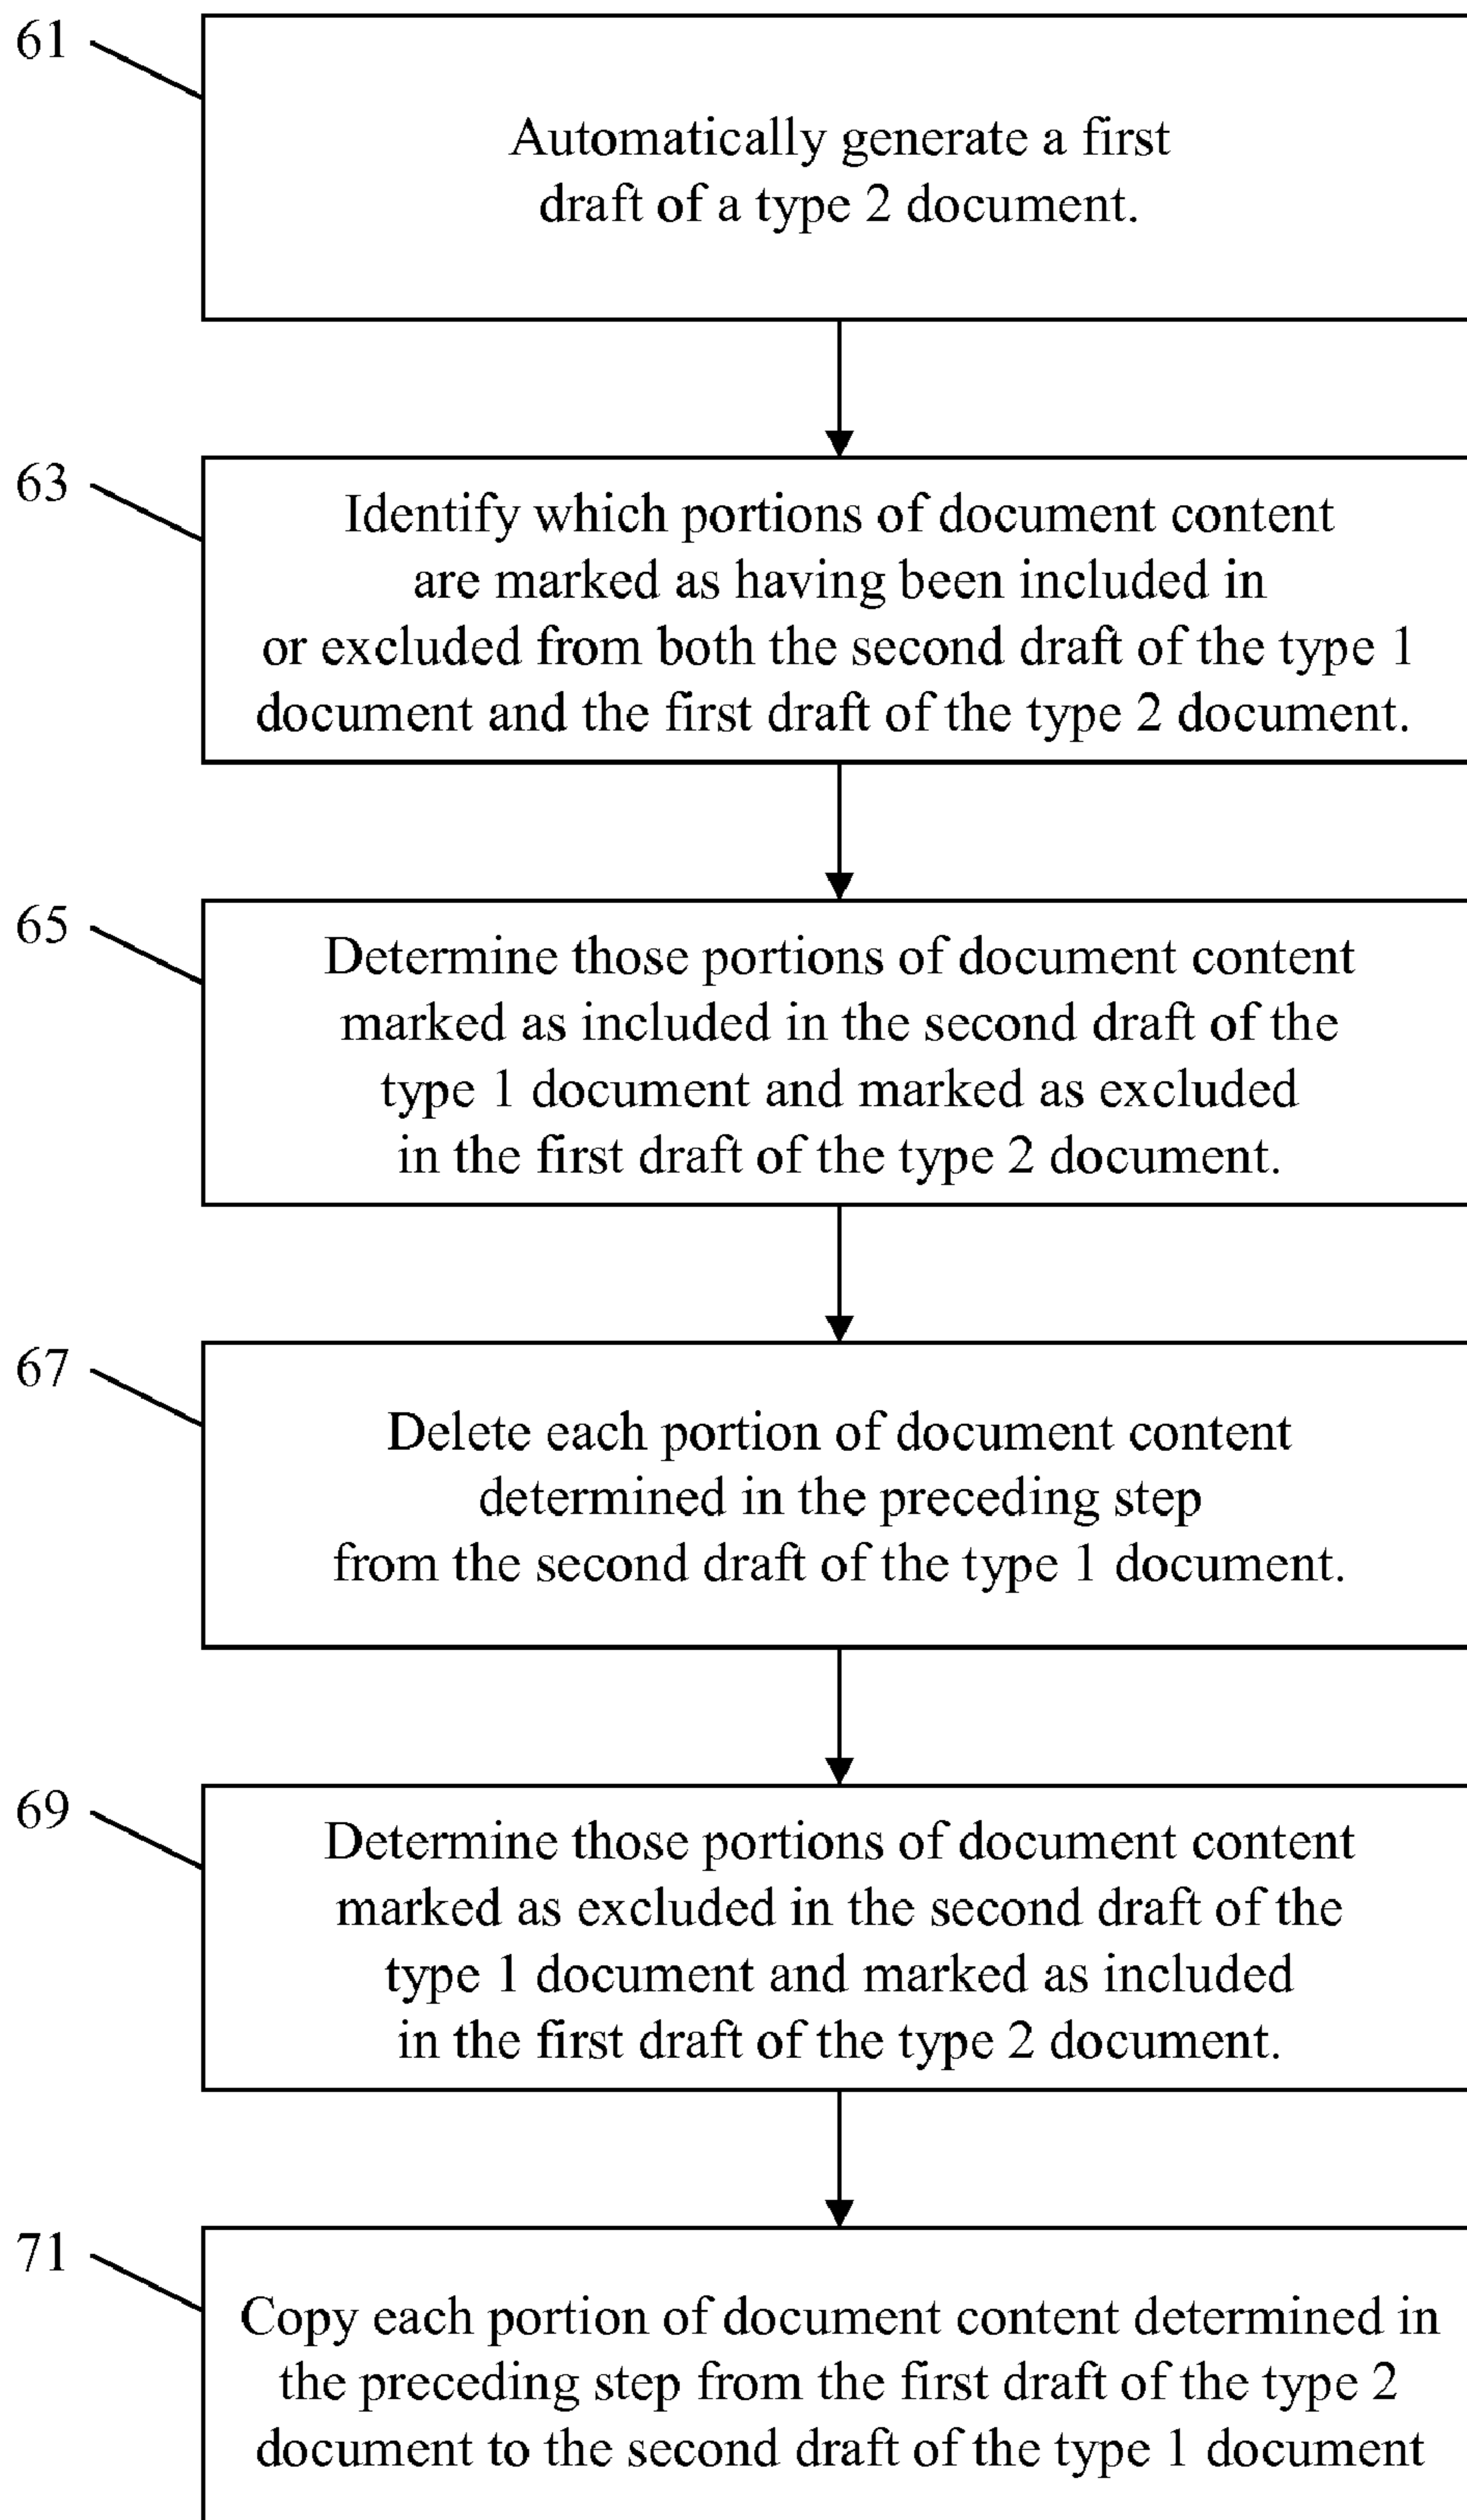 61
Automatically generate a first
draft of a type 2 document.
63
Identify which portions of document content
are marked as having been included in
or excluded from both the second draft of the type 1
document and the first draft of the type 2 document.
65
Determine those portions of document content
marked as included in the second draft of the
type 1 document and marked as excluded
in the first draft of the type 2 document.
67
Delete each portion of document content
determined in the preceding step
from the second draft of the type 1 document.
69
Determine those portions of document content
marked as excluded in the second draft of the
type 1 document and marked as included
in the first draft of the type 2 document.
71
Copy each portion of document content determined in
the preceding step from the first draft of the type 2
document to the second draft of the type 1 document